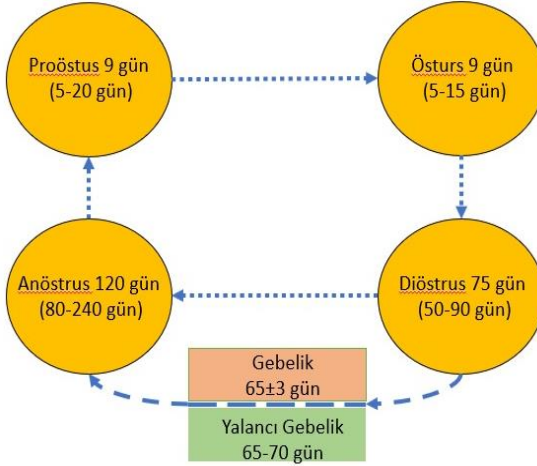 Proöstus 9 gün
(5-20 gün)
Östurs 9 gün
(5-15 gün)
Anöstrus 120 gün
(80-240 gün)
Diöstrus 75 gün
(50-90 gün)
Gebelik
65±3 gün
Yalancı Gebelik
65-70 gün